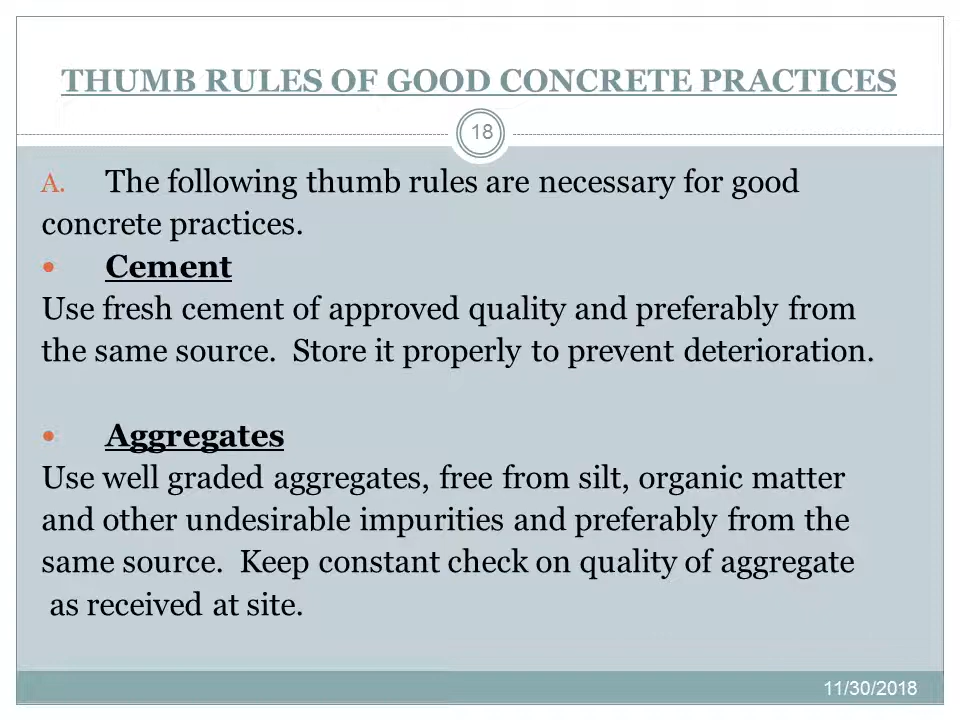 THUMB RULES OF GOOD CONCRETE PRACTICES
18
A. The following thumb rules are necessary for good
concrete practices.
• Cement
Use fresh cement of approved quality and preferably from
the same source.  Store it properly to prevent deterioration.
• Aggregates
Use well graded aggregates, free from silt, organic matter
and other undesirable impurities and preferably from the
same source.  Keep constant check on quality of aggregate
as received at site.
11/30/2018